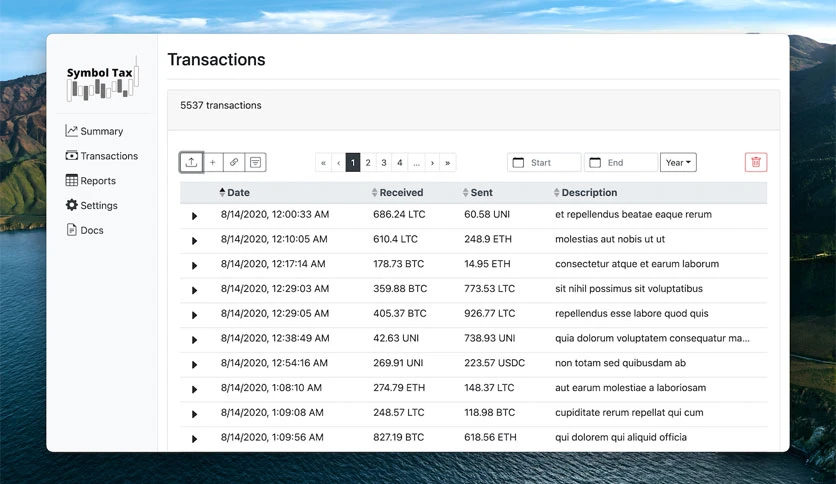 Transactions
Symbol Tax
5537 transactions
Summary
Transactions
Reports
Settings
Docs
+ « ‹ 1 2 3 4 ... › » Start End Year
Date Received Sent Description
8/14/2020, 12:00:33 AM 686.24 LTC 60.58 UNI et repellendus beatae eaque rerum
8/14/2020, 12:10:05 AM 610.4 LTC 248.9 ETH molestias aut nobis ut ut
8/14/2020, 12:17:14 AM 178.73 BTC 14.95 ETH consectetur atque et earum laborum
8/14/2020, 12:29:03 AM 359.88 BTC 773.53 LTC sit nihil possimus sit voluptatibus
8/14/2020, 12:29:05 AM 405.37 BTC 926.77 LTC repellendus esse labore quod quis
8/14/2020, 12:38:49 AM 42.63 UNI 738.93 UNI quia dolorum voluptatem consequatur ma...
8/14/2020, 12:54:16 AM 269.91 UNI 223.57 USDC non totam sed quibusdam ab
8/14/2020, 1:08:10 AM 274.79 ETH 148.37 LTC aut earum molestiae a laboriosam
8/14/2020, 1:09:08 AM 248.57 LTC 118.98 BTC cupiditate rerum repellat qui cum
8/14/2020, 1:09:56 AM 827.19 BTC 618.56 ETH qui dolorem qui aliquid officia